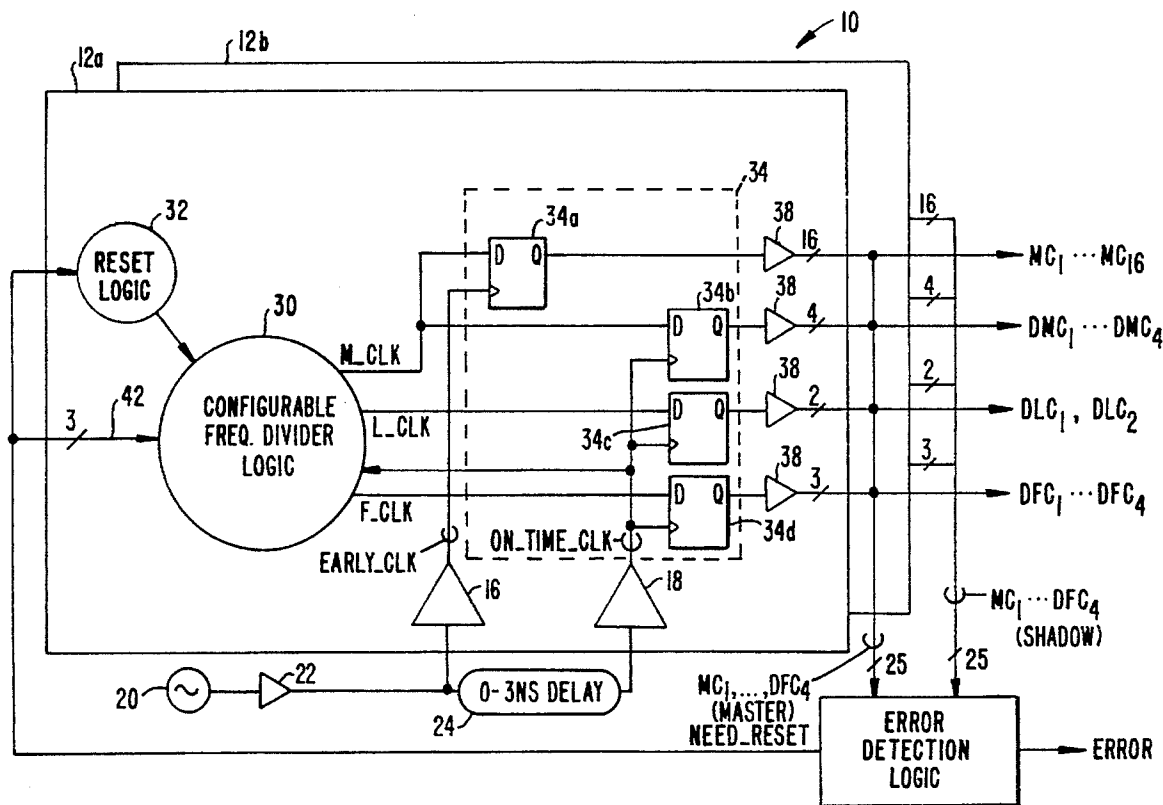 10
12a
12b
34
32
34a
38
16
16
RESET
LOGIC
D Q
MC1 ··· MC16
30
34b
38
4
4
M_CLK
D Q
DMC1 ··· DMC4
CONFIGURABLE
FREQ. DIVIDER
LOGIC
3
42
L_CLK
34c
D Q
38
2
2
DLC1, DLC2
F_CLK
D Q
34d
38
3
3
DFC1 ··· DFC4
EARLY_CLK
ON_TIME_CLK
16
18
MC1 ··· DFC4
(SHADOW)
20
22
0-3NS DELAY
24
MC1,...,DFC4
(MASTER)
25
25
NEED_RESET
ERROR
DETECTION
LOGIC
ERROR